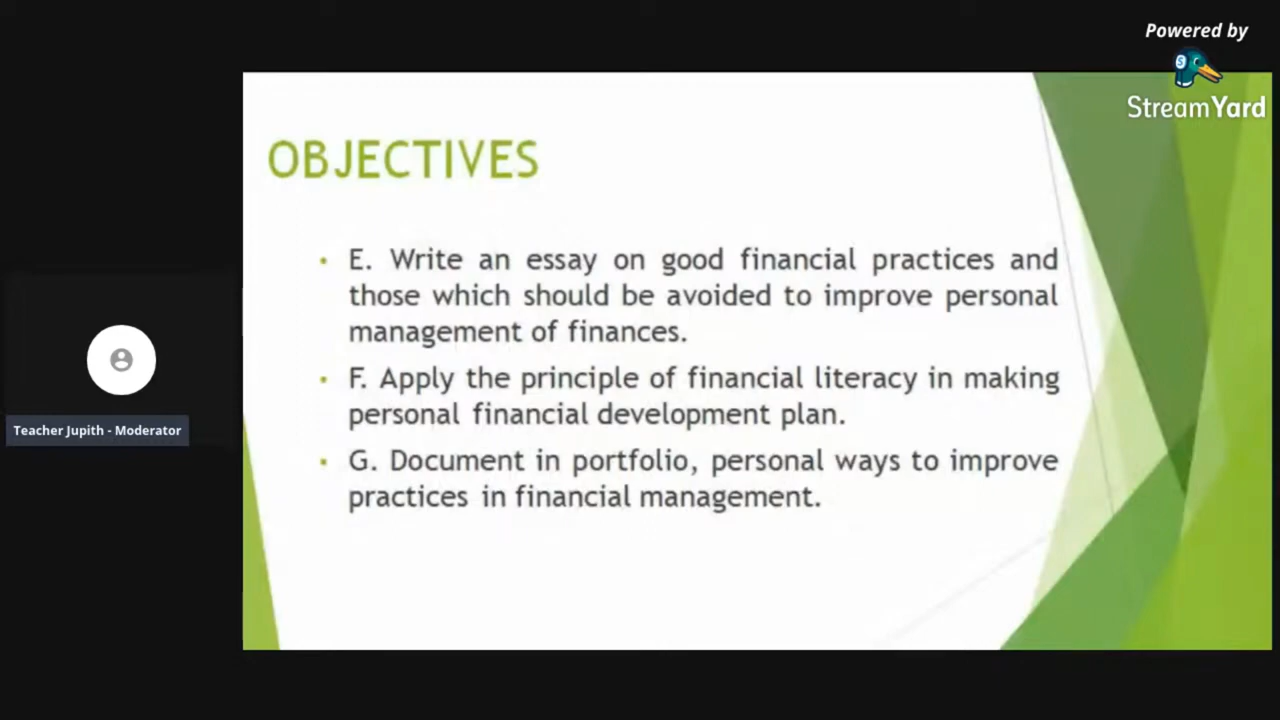 Powered by
StreamYard
OBJECTIVES
• E. Write an essay on good financial practices and
those which should be avoided to improve personal
management of finances.
• F. Apply the principle of financial literacy in making
personal financial development plan.
• G. Document in portfolio, personal ways to improve
practices in financial management.
Teacher Jupith - Moderator